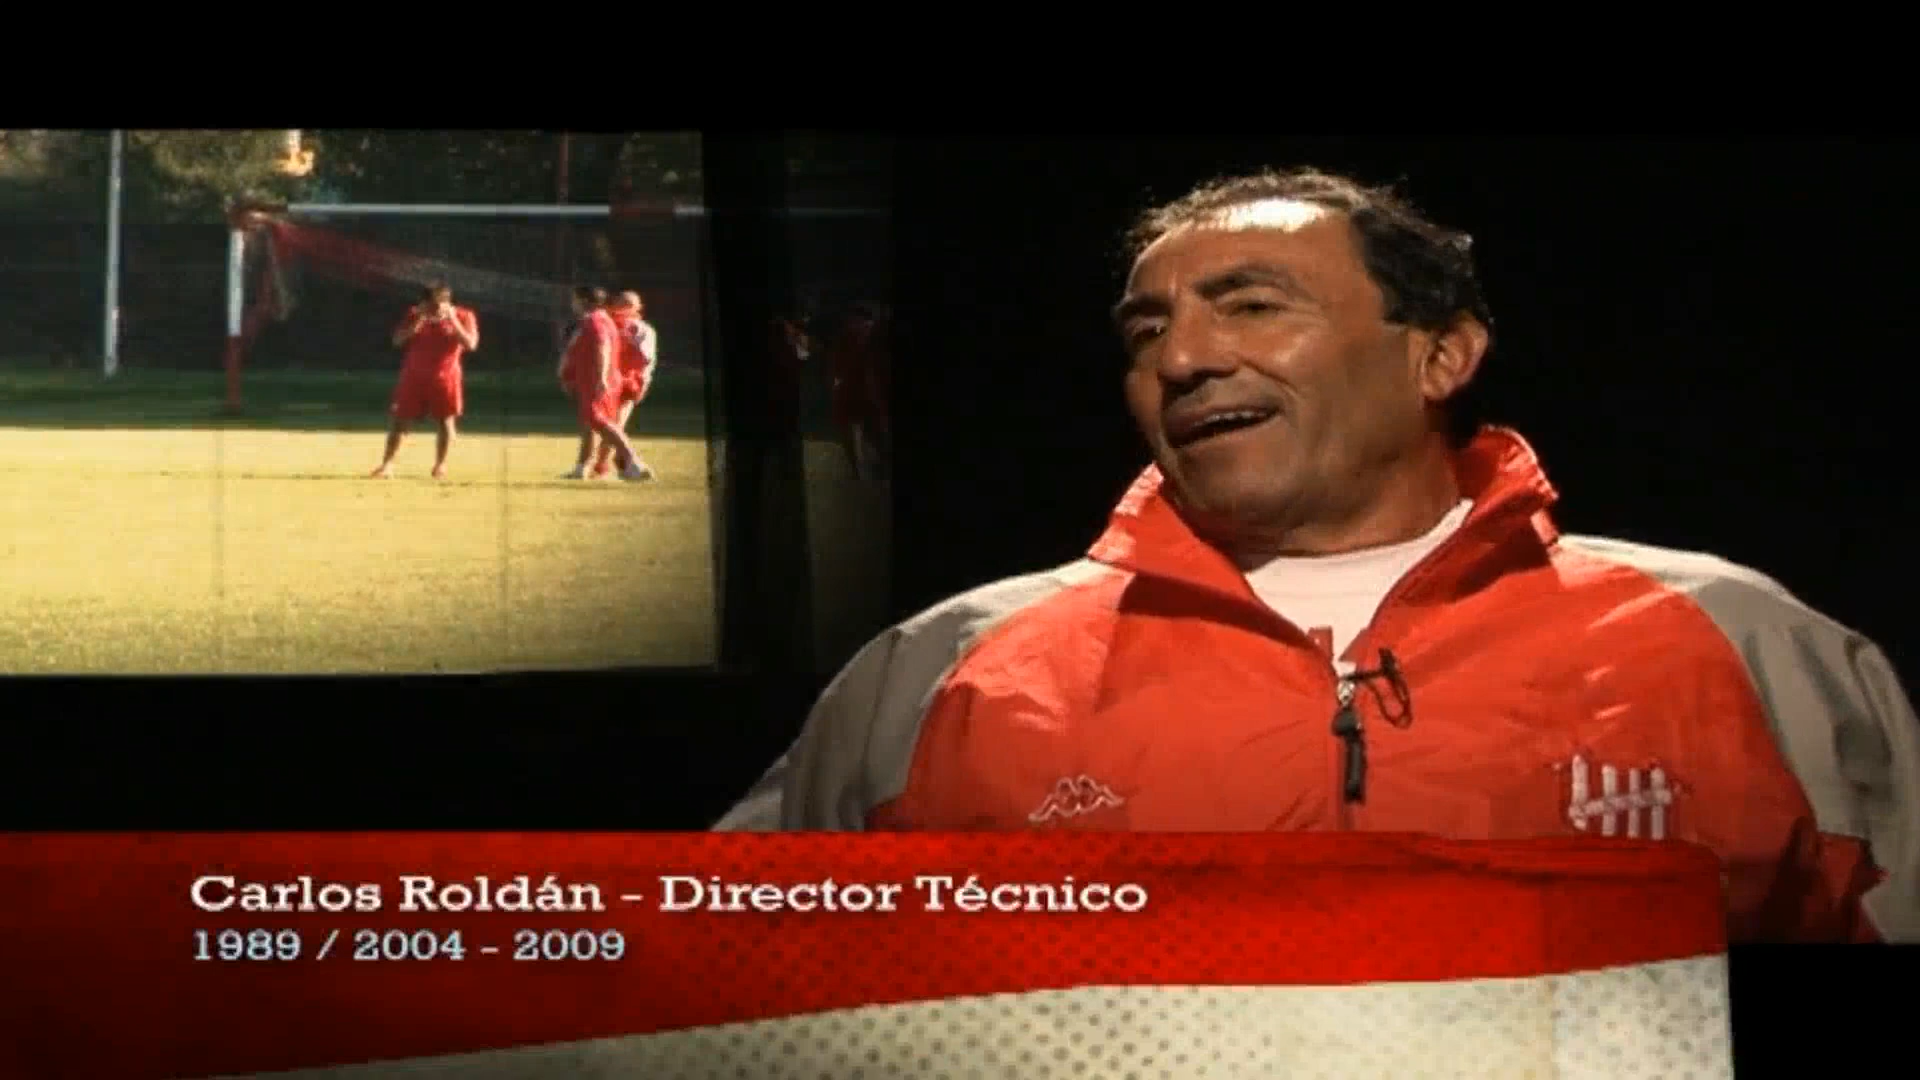 Carlos Roldán - Director Técnico
1989 / 2004 - 2009